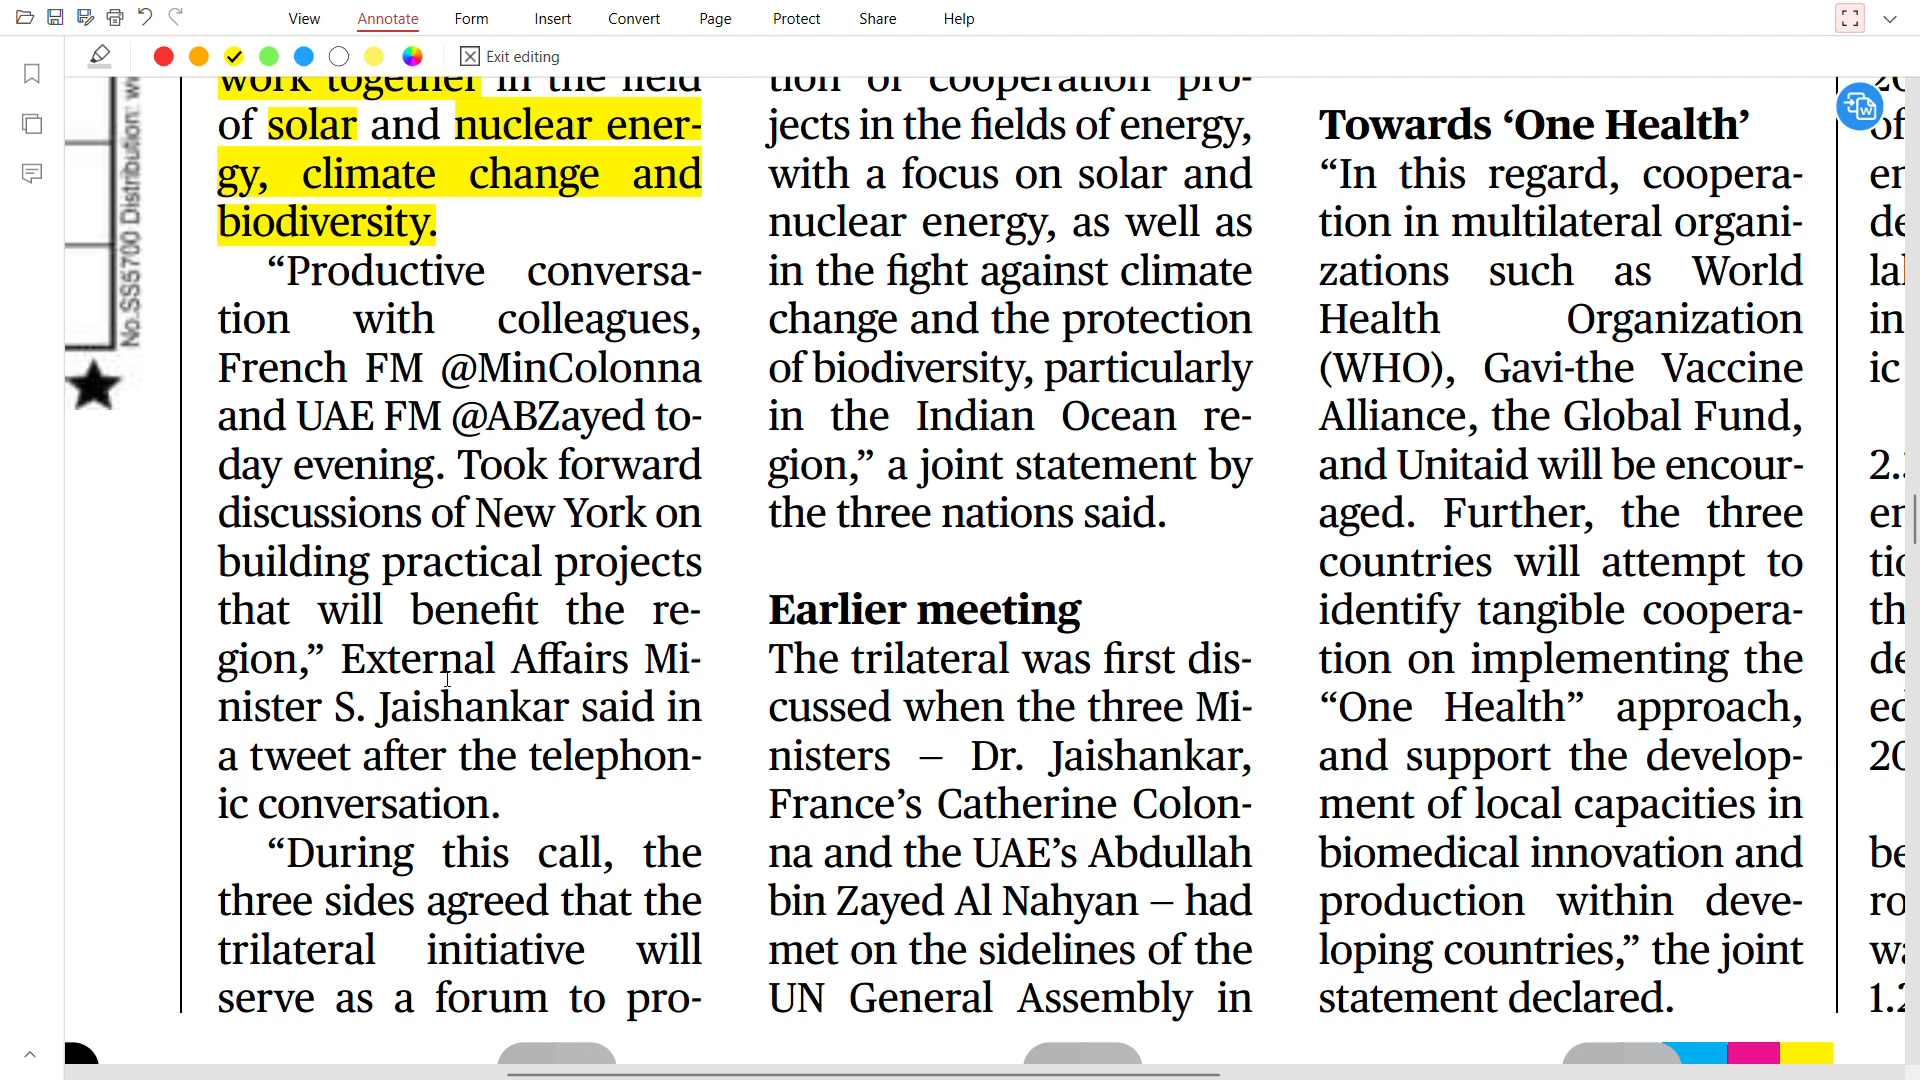 View Annotate Form Insert Convert Page Protect Share Help
Exit editing
No.SS5700 Distribution:
work together in the field
of solar and nuclear ener-
gy, climate change and
biodiversity.
“Productive conversa-
tion with colleagues,
French FM @MinColonna
and UAE FM @ABZayed to-
day evening. Took forward
discussions of New York on
building practical projects
that will benefit the re-
gion,” External Affairs Mi-
nister S. Jaishankar said in
a tweet after the telephon-
ic conversation.
“During this call, the
three sides agreed that the
trilateral initiative will
serve as a forum to pro-
tion of cooperation pro-
jects in the fields of energy,
with a focus on solar and
nuclear energy, as well as
in the fight against climate
change and the protection
of biodiversity, particularly
in the Indian Ocean re-
gion,” a joint statement by
the three nations said.
Earlier meeting
The trilateral was first dis-
cussed when the three Mi-
nisters – Dr. Jaishankar,
France’s Catherine Colon-
na and the UAE’s Abdullah
bin Zayed Al Nahyan – had
met on the sidelines of the
UN General Assembly in
Towards ‘One Health’
“In this regard, coopera-
tion in multilateral organi-
zations such as World
Health Organization
(WHO), Gavi-the Vaccine
Alliance, the Global Fund,
and Unitaid will be encour-
aged. Further, the three
countries will attempt to
identify tangible coopera-
tion on implementing the
“One Health” approach,
and support the develop-
ment of local capacities in
biomedical innovation and
production within deve-
loping countries,” the joint
statement declared.